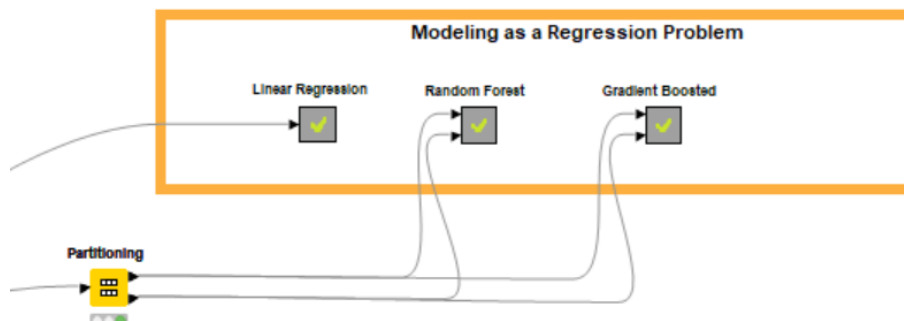 Modeling as a Regression Problem
Linear Regression
Random Forest
Gradient Boosted
Partitioning